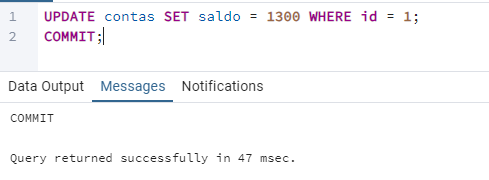 1 UPDATE contas SET saldo = 1300 WHERE id = 1;
2 COMMIT;
Data Output Messages Notifications
COMMIT
Query returned successfully in 47 msec.